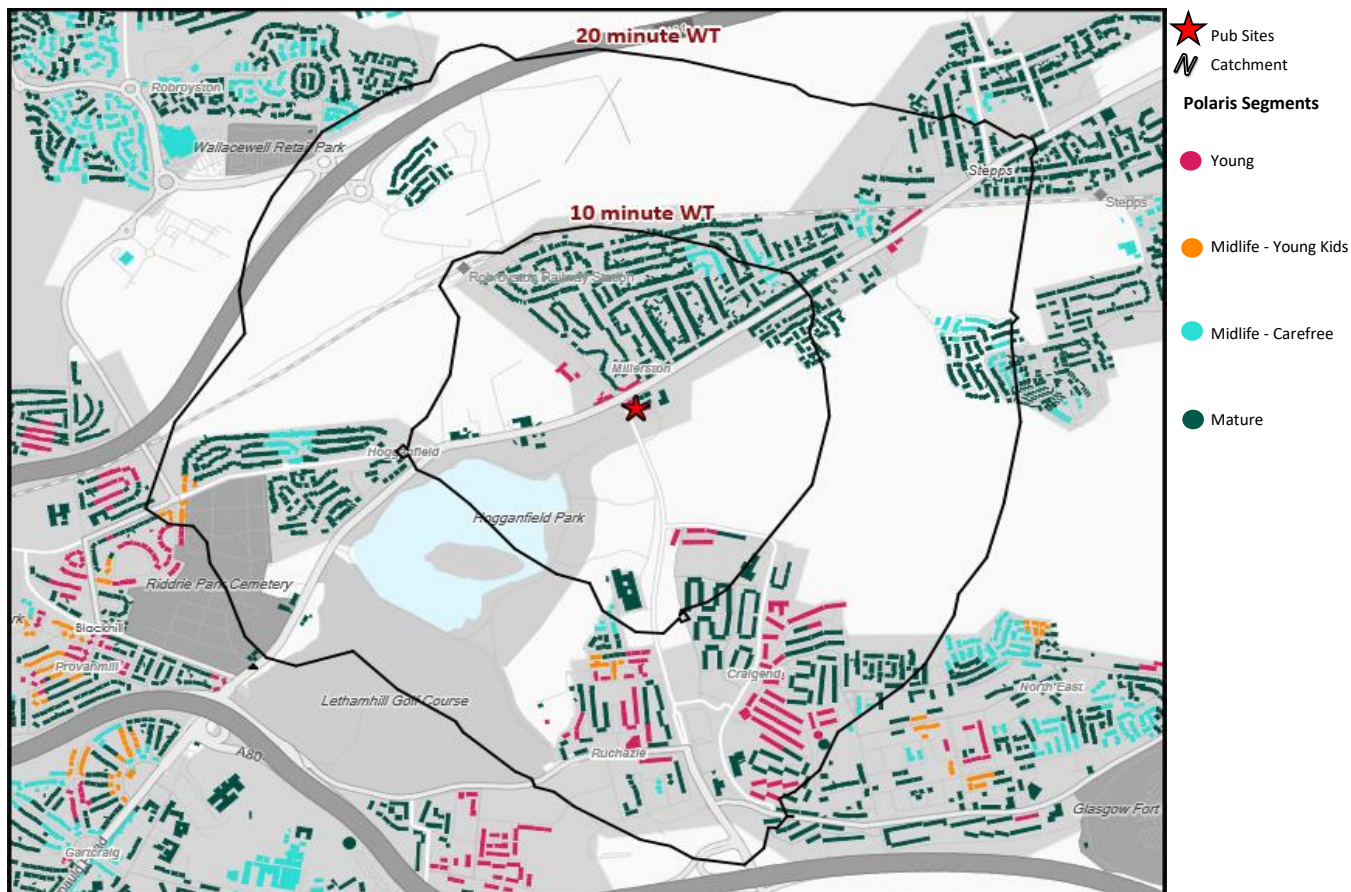 20 minute WT
Robroyston
Wallacewell Retail Park
Stepps
Stepps
10 minute WT
Robroyston Railway Station
Millerston
Hogganfield
Hogganfield Park
Riddrie Park Cemetery
Blackhill
Provanmill
Craigend
North East
Lethamhill Golf Course
Ruchazie
A80
Glasgow Fort
Gartcraig
Pub Sites
Catchment
Polaris Segments
Young
Midlife - Young Kids
Midlife - Carefree
Mature